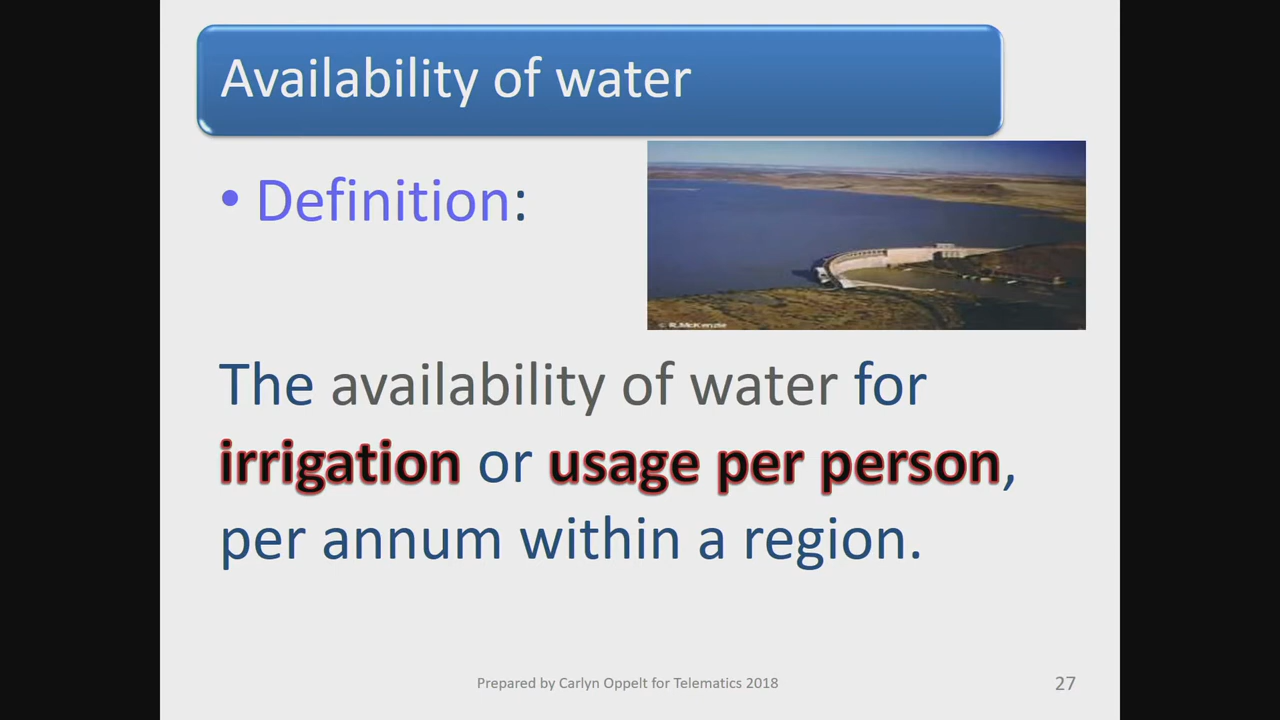 Availability of water
• Definition:
© R.McKenzie
The availability of water for
irrigation or usage per person,
per annum within a region.
Prepared by Carlyn Oppelt for Telematics 2018
27